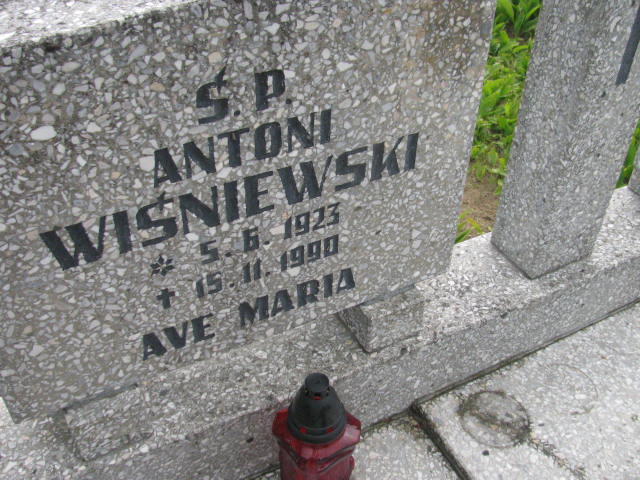 Ś. P.
ANTONI
WIŚNIEWSKI
* 5. 6. 1923
+ 15. 11. 1990
AVE MARIA